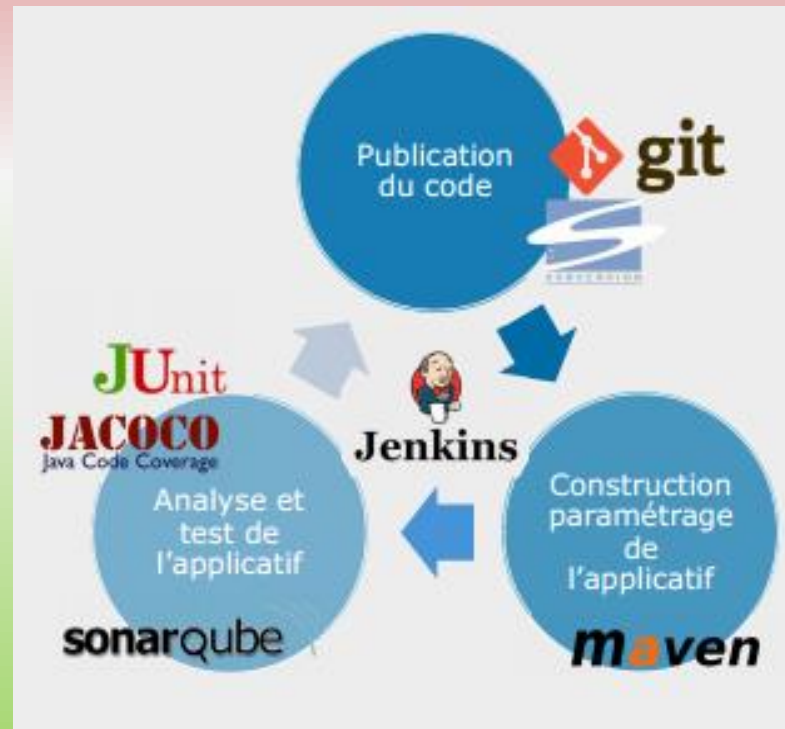 Publication
du code
git
SUBVERSION
JUnit
JACOCO
Java Code Coverage
Jenkins
Analyse et
test de
l'applicatif
Construction
paramétrage
de
l'applicatif
sonarqube
maven